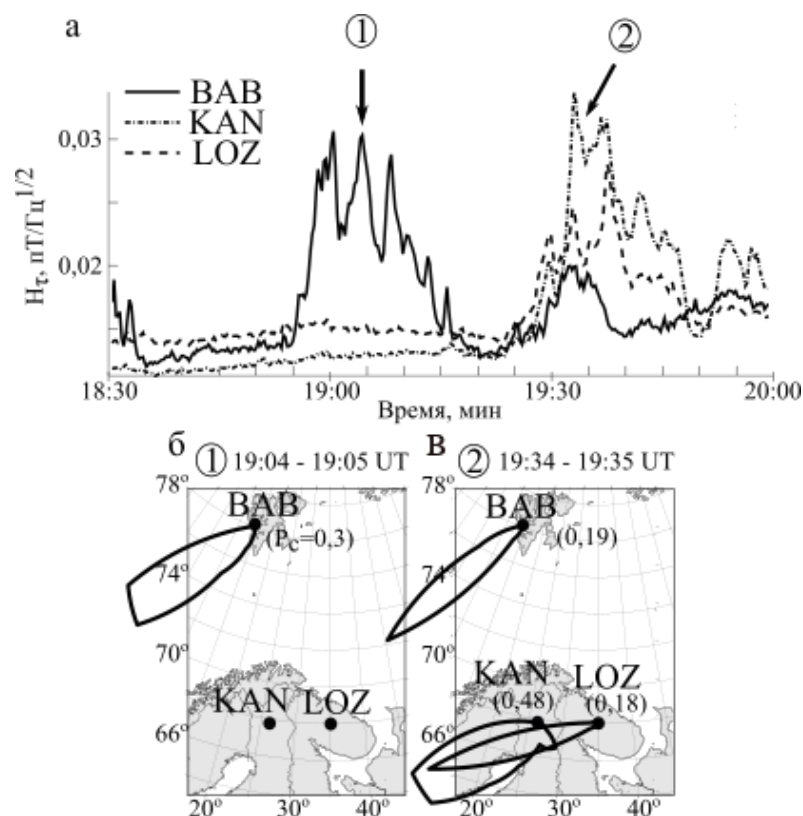 а
① ②
BAB
KAN
LOZ
Hτ, пТ/Гц1/2
0,03
0,02
18:30 19:00 19:30 20:00
Время, мин
б ① 19:04 - 19:05 UT
78°
74°
70°
66°
BAB
(Pc=0,3)
KAN LOZ
20° 30° 40°
в ② 19:34 - 19:35 UT
78°
74°
70°
66°
BAB
(0,19)
KAN LOZ
(0,48) (0,18)
20° 30° 40°